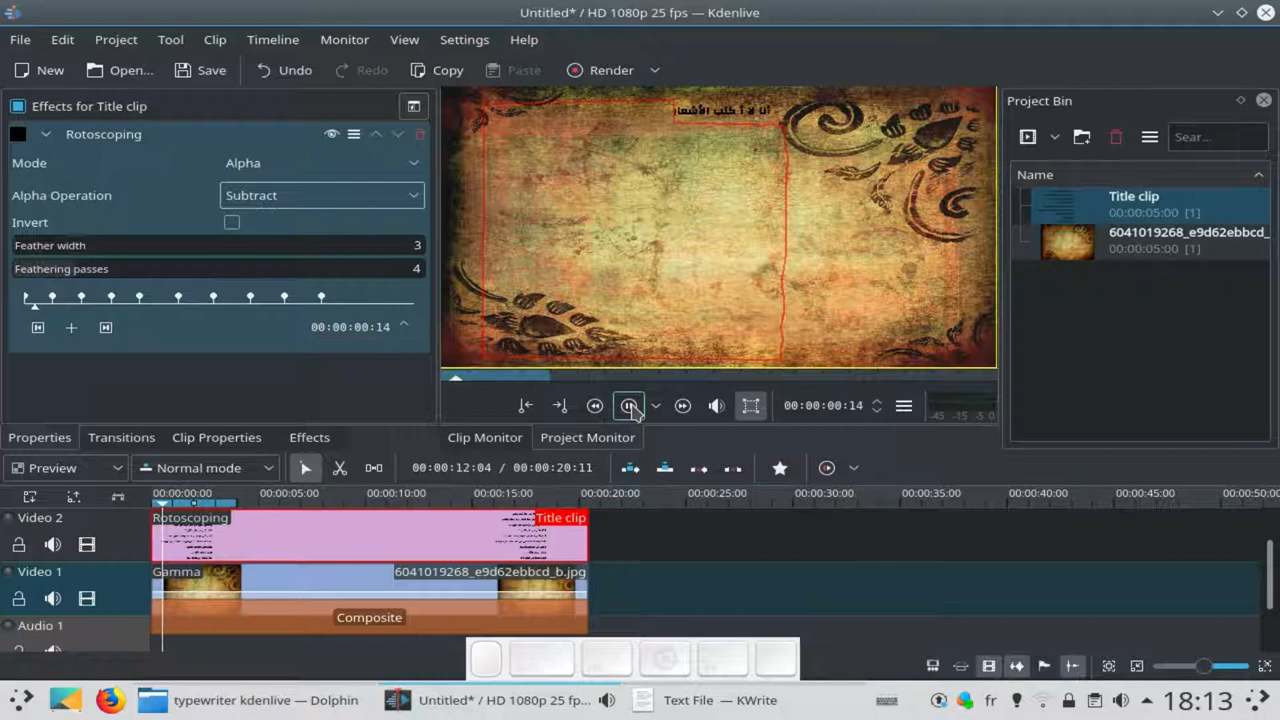 Untitled* / HD 1080p 25 fps — Kdenlive
File Edit Project Tool Clip Timeline Monitor View Settings Help
New Open... Save Undo Redo Copy Paste Render
Effects for Title clip
Rotoscoping
Mode Alpha
Alpha Operation Subtract
Invert
Feather width 3
Feathering passes 4
00:00:00:14
Properties Transitions Clip Properties Effects
أنا لا أكتب الأشعار
00:00:00:14
-45 -15 -5 0
Clip Monitor Project Monitor
Project Bin
Sear...
Name
Title clip
00:00:05:00 [1]
6041019268_e9d62ebbcd_
00:00:05:00 [1]
Preview Normal mode 00:00:12:04 / 00:00:20:11
00:00:00:00 00:00:05:00 00:00:10:00 00:00:15:00 00:00:20:00 00:00:25:00 00:00:30:00 00:00:35:00 00:00:40:00 00:00:45:00 00:00:50:00
Video 2 Rotoscoping Title clip
Video 1 Gamma 6041019268_e9d62ebbcd_b.jpg
Composite
Audio 1
typewriter kdenlive — Dolphin Untitled* / HD 1080p 25 fp... Text File — KWrite fr 18:13